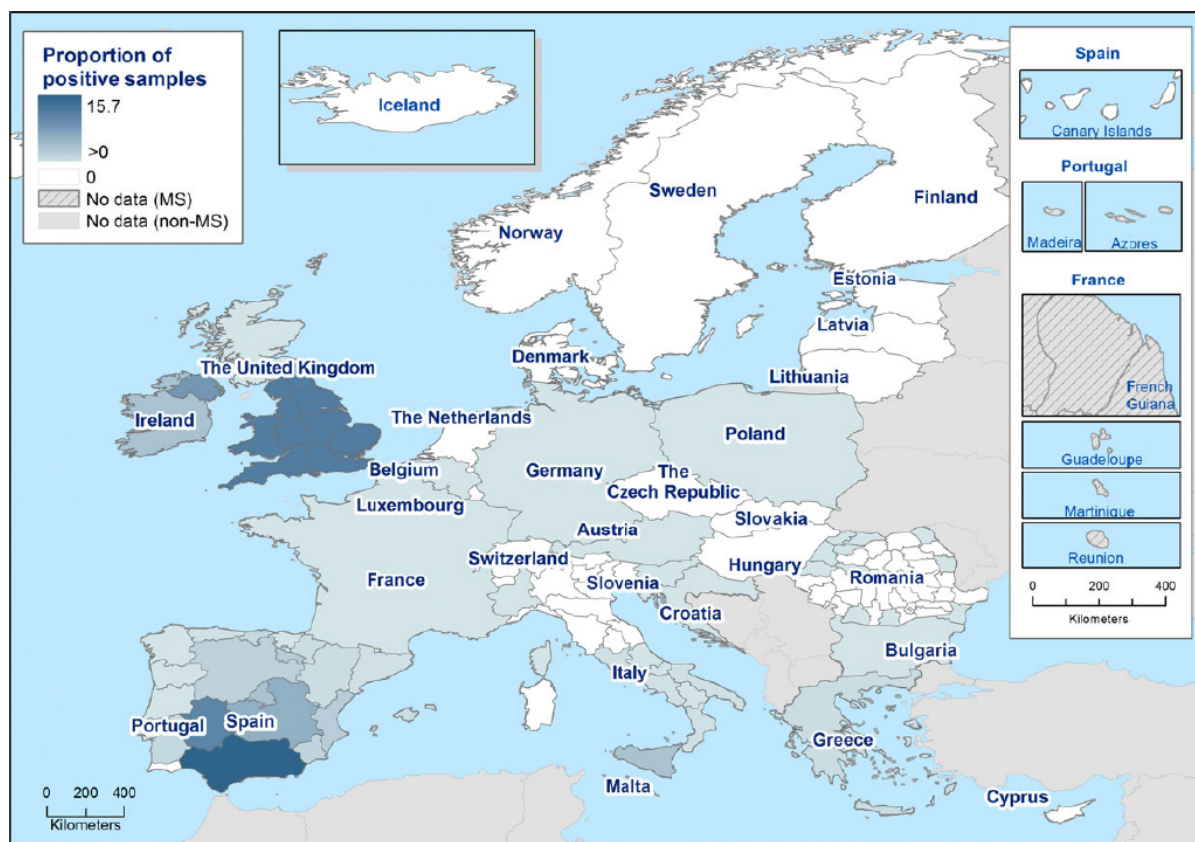 Proportion of
positive samples
15.7
>0
0
No data (MS)
No data (non-MS)
Iceland
Spain
Canary Islands
Portugal
Madeira
Azores
France
French
Guiana
Guadeloupe
Martinique
Reunion
0 200 400
Kilometers
Sweden
Finland
Norway
Estonia
Latvia
Denmark
Lithuania
The United Kingdom
Ireland
The Netherlands
Poland
Belgium
Germany
The
Czech Republic
Luxembourg
Slovakia
Austria
Switzerland
Hungary
France
Slovenia
Romania
Croatia
Bulgaria
Italy
Portugal
Spain
Greece
Malta
Cyprus
0 200 400
Kilometers